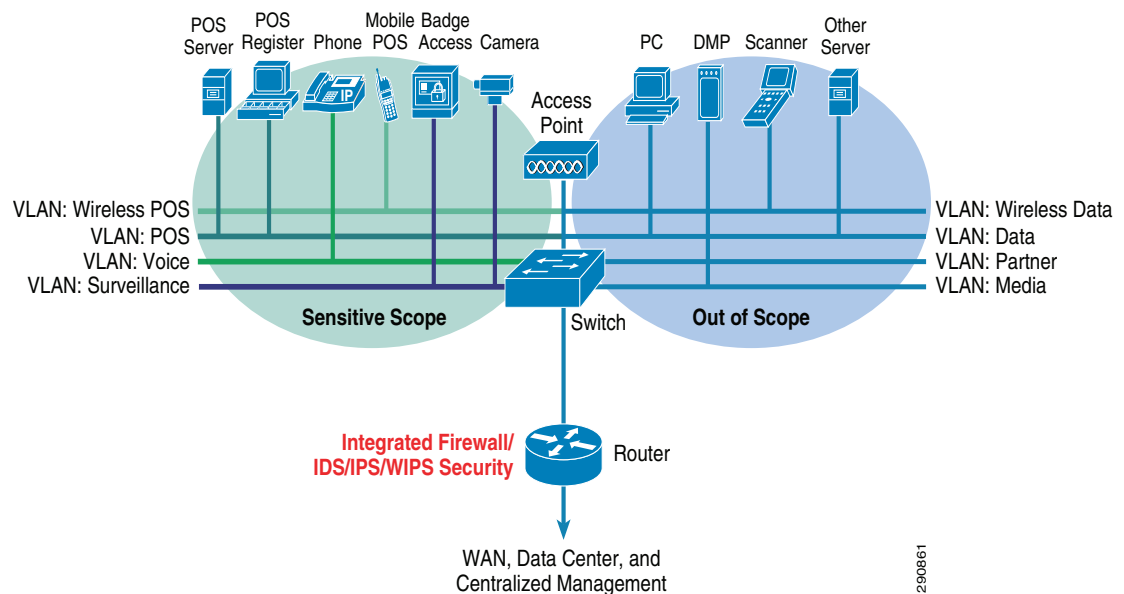 POS
Server
POS
Register
Phone
Mobile
POS
Badge
Access
Camera
PC
DMP
Scanner
Other
Server
IP
Access
Point
VLAN: Wireless POS
VLAN: POS
VLAN: Voice
VLAN: Surveillance
VLAN: Wireless Data
VLAN: Data
VLAN: Partner
VLAN: Media
Sensitive Scope
Switch
Out of Scope
Integrated Firewall/
IDS/IPS/WIPS Security
Router
WAN, Data Center, and
Centralized Management
290861